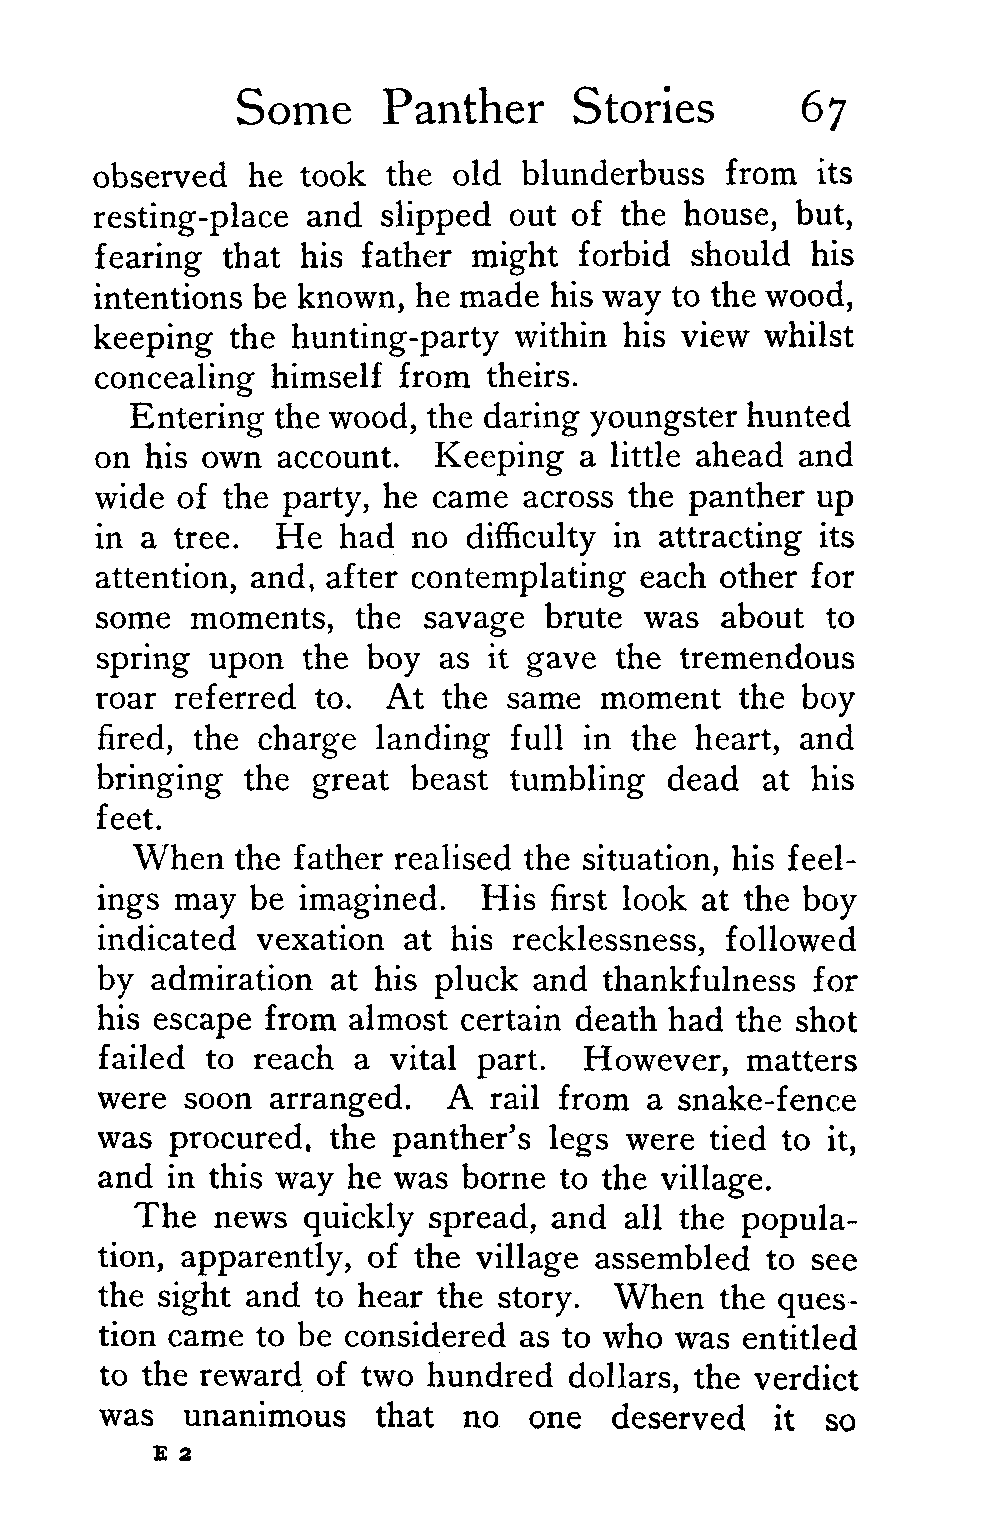 Some Panther Stories 67
observed he took the old blunderbuss from its
resting-place and slipped out of the house, but,
fearing that his father might forbid should his
intentions be known, he made his way to the wood,
keeping the hunting-party within his view whilst
concealing himself from theirs.
Entering the wood, the daring youngster hunted
on his own account. Keeping a little ahead and
wide of the party, he came across the panther up
in a tree. He had no difficulty in attracting its
attention, and, after contemplating each other for
some moments, the savage brute was about to
spring upon the boy as it gave the tremendous
roar referred to. At the same moment the boy
fired, the charge landing full in the heart, and
bringing the great beast tumbling dead at his
feet.
When the father realised the situation, his feel-
ings may be imagined. His first look at the boy
indicated vexation at his recklessness, followed
by admiration at his pluck and thankfulness for
his escape from almost certain death had the shot
failed to reach a vital part. However, matters
were soon arranged. A rail from a snake-fence
was procured, the panther's legs were tied to it,
and in this way he was borne to the village.
The news quickly spread, and all the popula-
tion, apparently, of the village assembled to see
the sight and to hear the story. When the ques-
tion came to be considered as to who was entitled
to the reward of two hundred dollars, the verdict
was unanimous that no one deserved it so
E 2